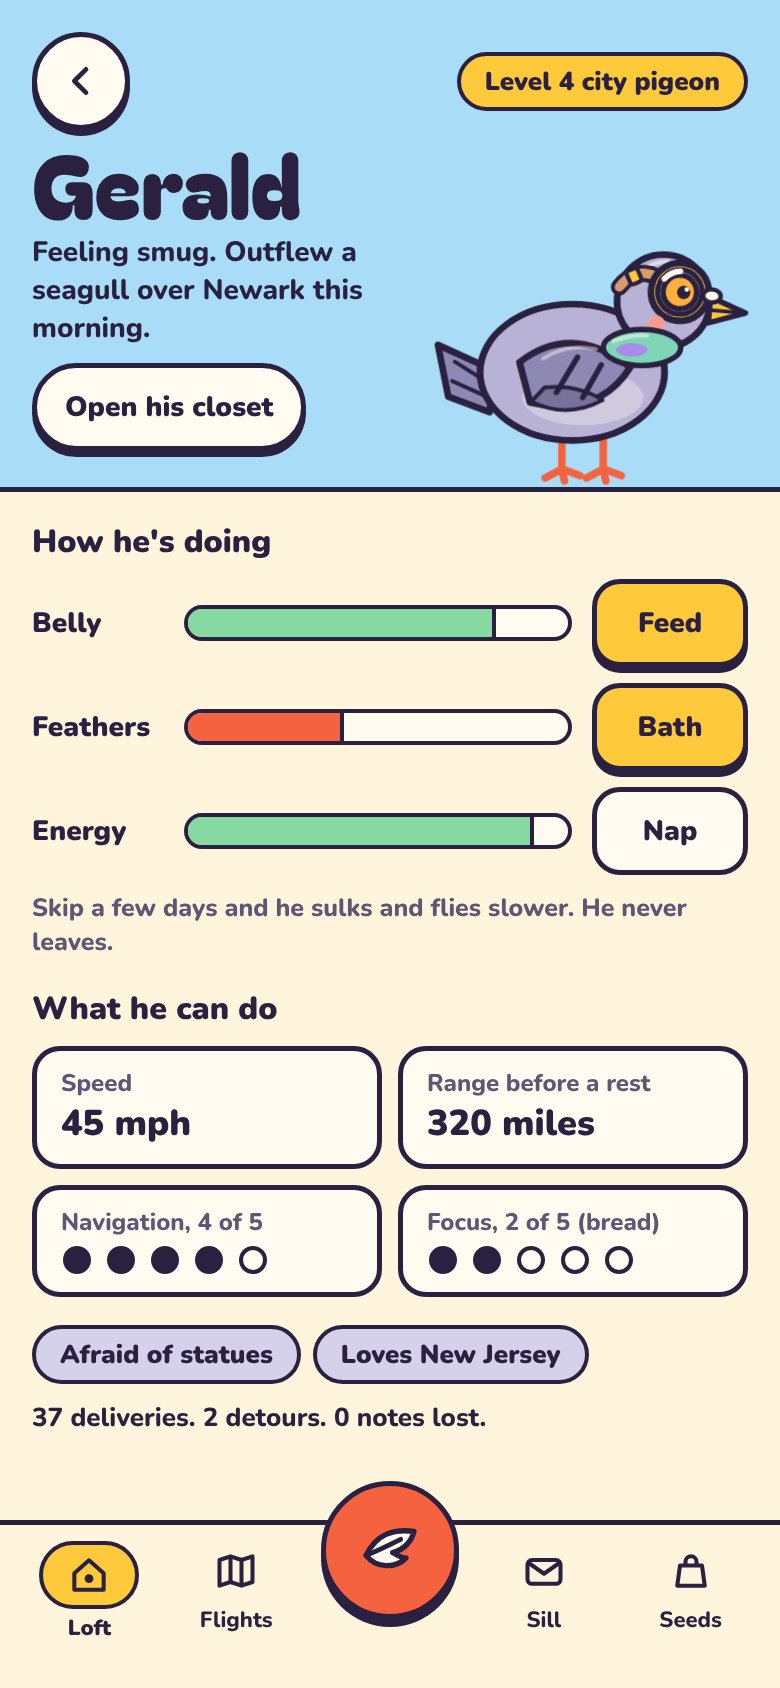 Level 4 city pigeon
Gerald
Feeling smug. Outflew a
seagull over Newark this
morning.
Open his closet
How he's doing
Belly
Feed
Feathers
Bath
Energy
Nap
Skip a few days and he sulks and flies slower. He never
leaves.
What he can do
Speed
45 mph
Range before a rest
320 miles
Navigation, 4 of 5
Focus, 2 of 5 (bread)
Afraid of statues
Loves New Jersey
37 deliveries. 2 detours. 0 notes lost.
Loft
Flights
Sill
Seeds